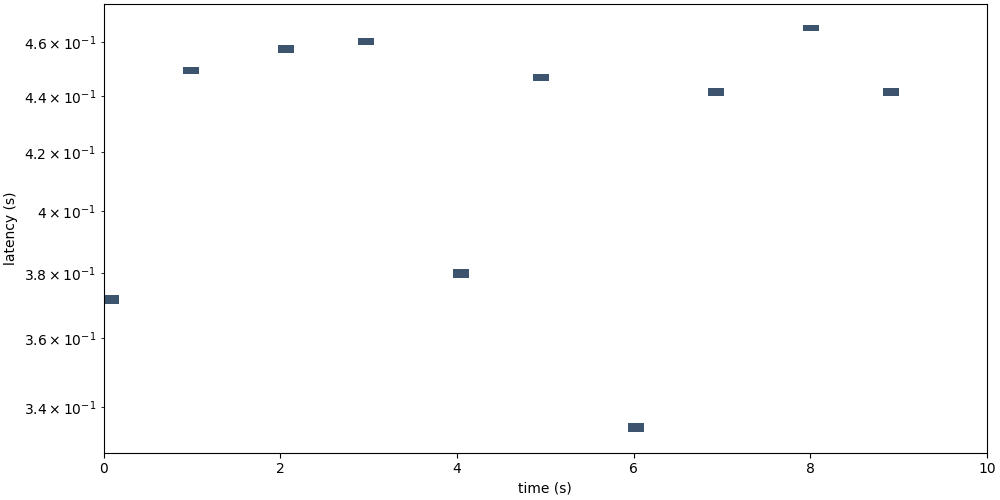 latency (s)
4.6 × 10⁻¹
4.4 × 10⁻¹
4.2 × 10⁻¹
4 × 10⁻¹
3.8 × 10⁻¹
3.6 × 10⁻¹
3.4 × 10⁻¹
0 2 4 6 8 10
time (s)